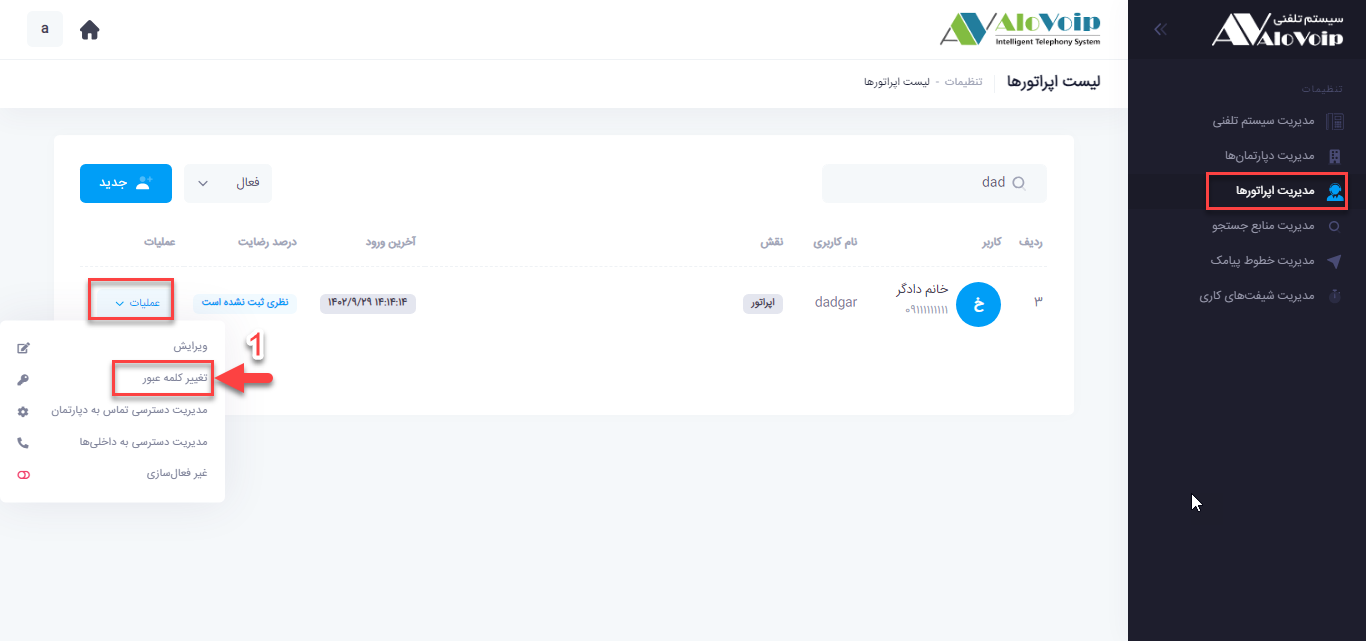 سیستم تلفنی
AloVoip
تنظیمات
مدیریت سیستم تلفنی
مدیریت دپارتمان‌ها
مدیریت اپراتورها
مدیریت منابع جستجو
مدیریت خطوط پیامک
مدیریت شیفت‌های کاری
AloVoip
Intelligent Telephony System
a
لیست اپراتورها
تنظیمات - لیست اپراتورها
dad
فعال
جدید
ردیف کاربر نام کاربری نقش آخرین ورود درصد رضایت عملیات
۳ خ خانم دادگر dadgar اپراتور ۱۴۰۲/۹/۲۹ ۱۴:۱۴:۱۴ نظری ثبت نشده است عملیات
۰۹۱۱۱۱۱۱۱۱۱
ویرایش
1
تغییر کلمه عبور
مدیریت دسترسی تماس به دپارتمان
مدیریت دسترسی به داخلی‌ها
غیر فعال‌سازی